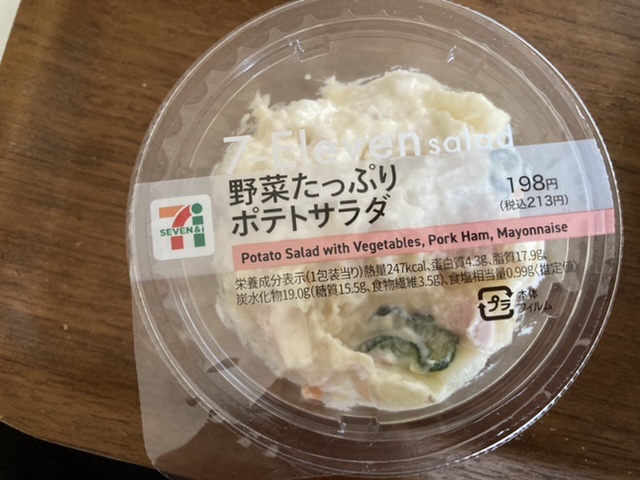 7-Eleven salad
野菜たっぷり
ポテトサラダ
198円
(税込213円)
7
SEVEN&i
Potato Salad with Vegetables, Pork Ham, Mayonnaise
栄養成分表示(1包装当り)熱量247kcal、蛋白質4.3g、脂質17.9g、
炭水化物19.0g(糖質15.5g、食物繊維3.5g)、食塩相当量0.99g(推定値)
プラ
本体
フィルム